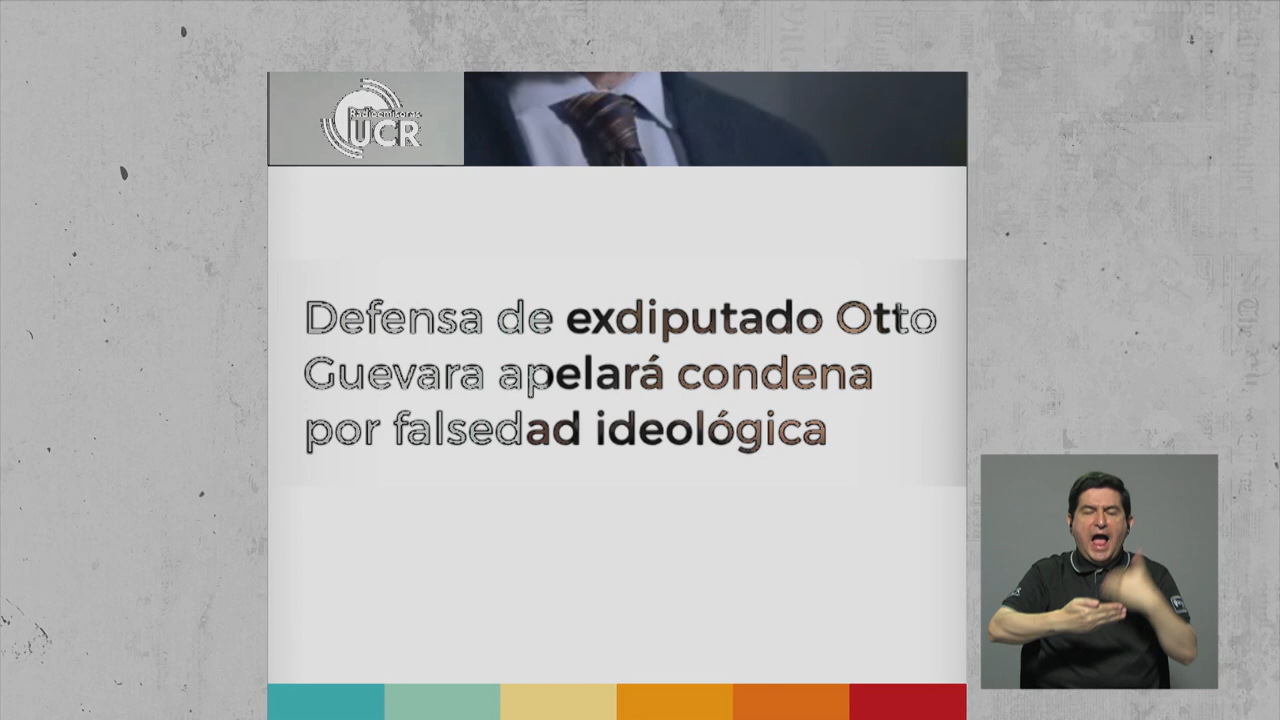 Radioemisoras
UCR
Defensa de exdiputado Otto
Guevara apelará condena
por falsedad ideológica